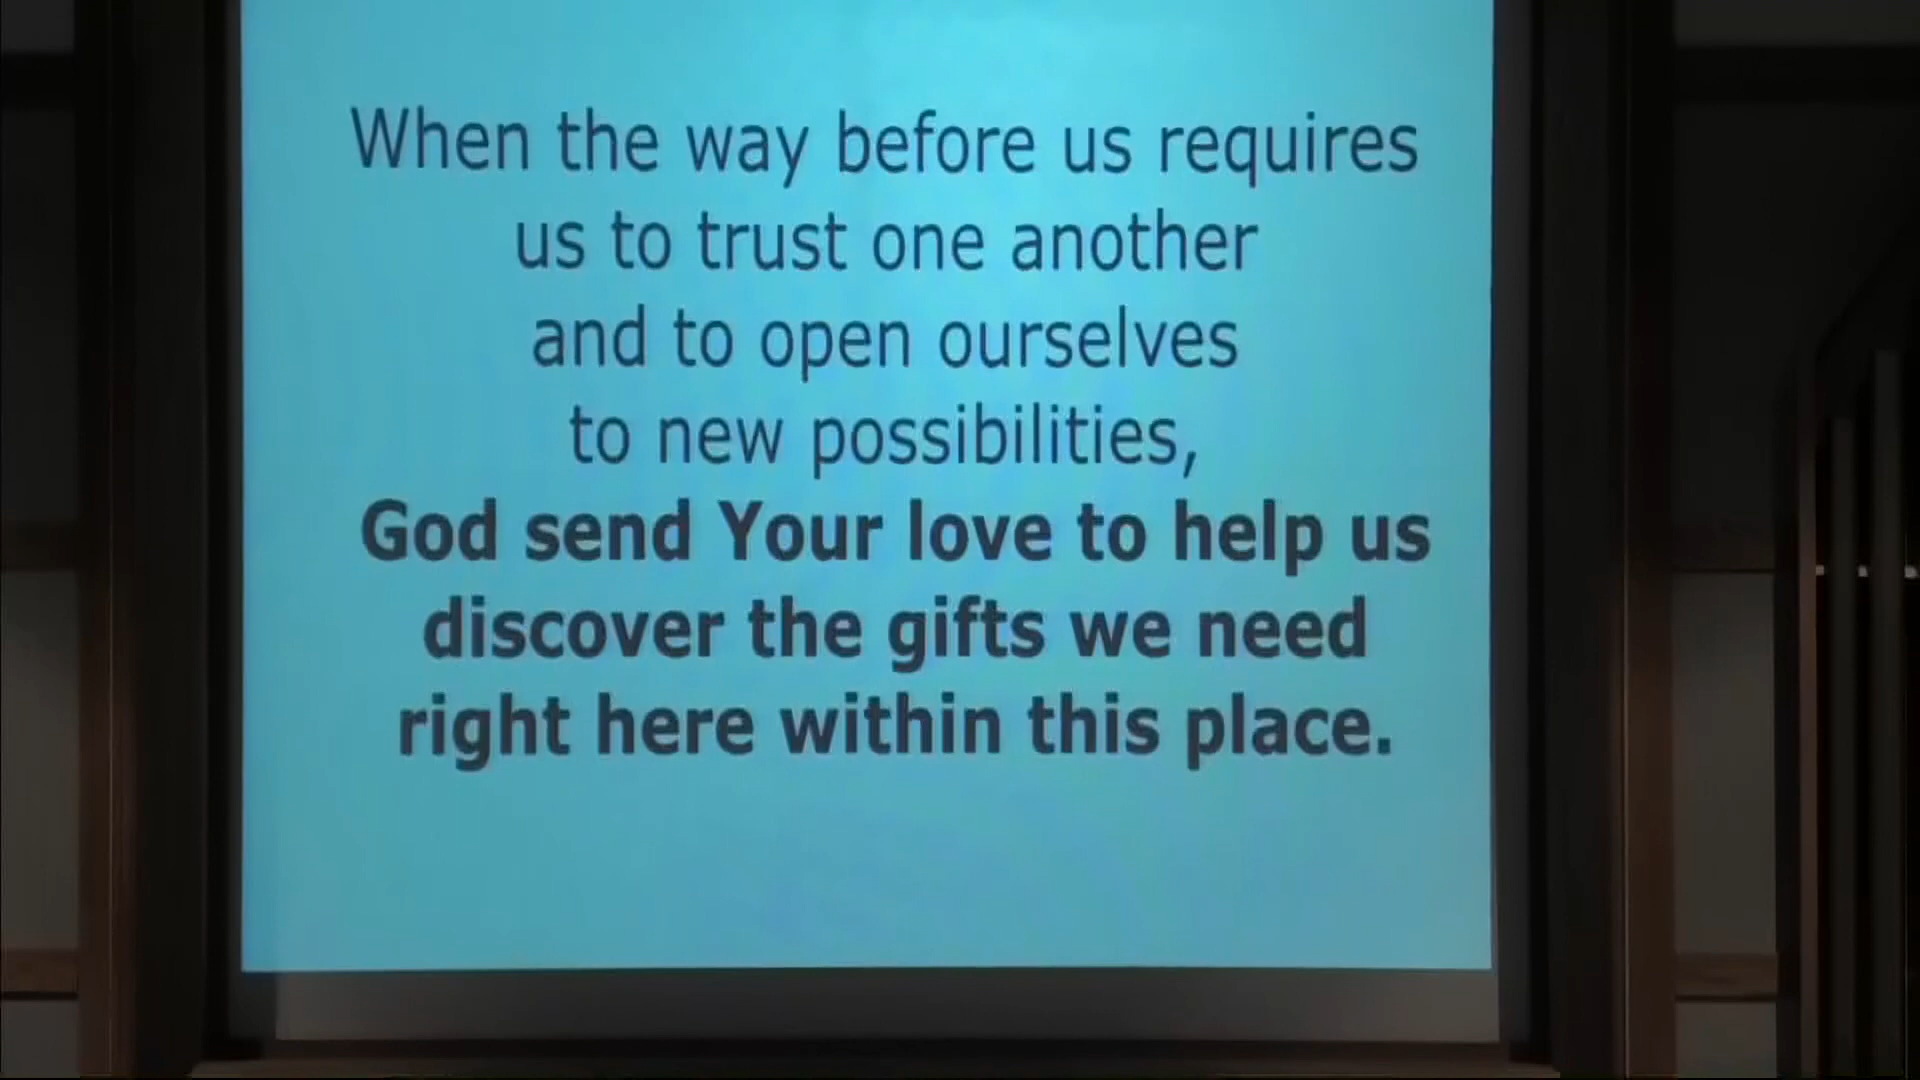 When the way before us requires
us to trust one another
and to open ourselves
to new possibilities,
God send Your love to help us
discover the gifts we need
right here within this place.